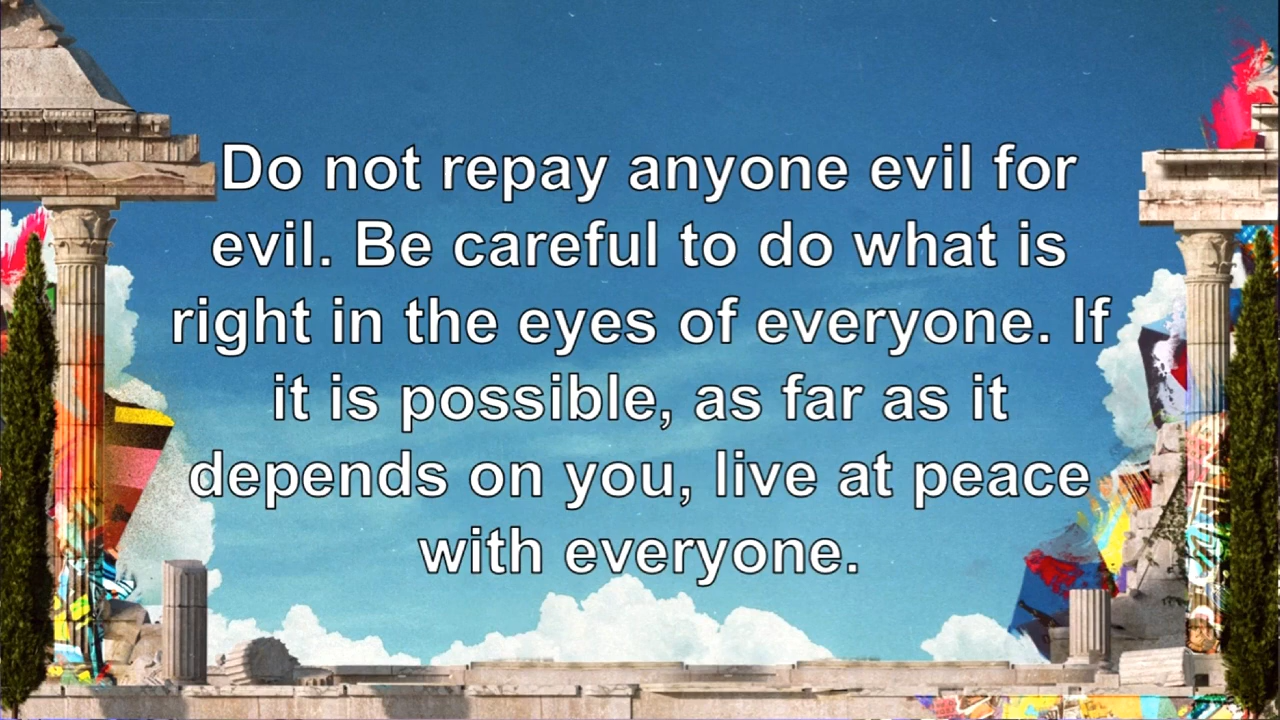 Do not repay anyone evil for
evil. Be careful to do what is
right in the eyes of everyone. If
it is possible, as far as it
depends on you, live at peace
with everyone.